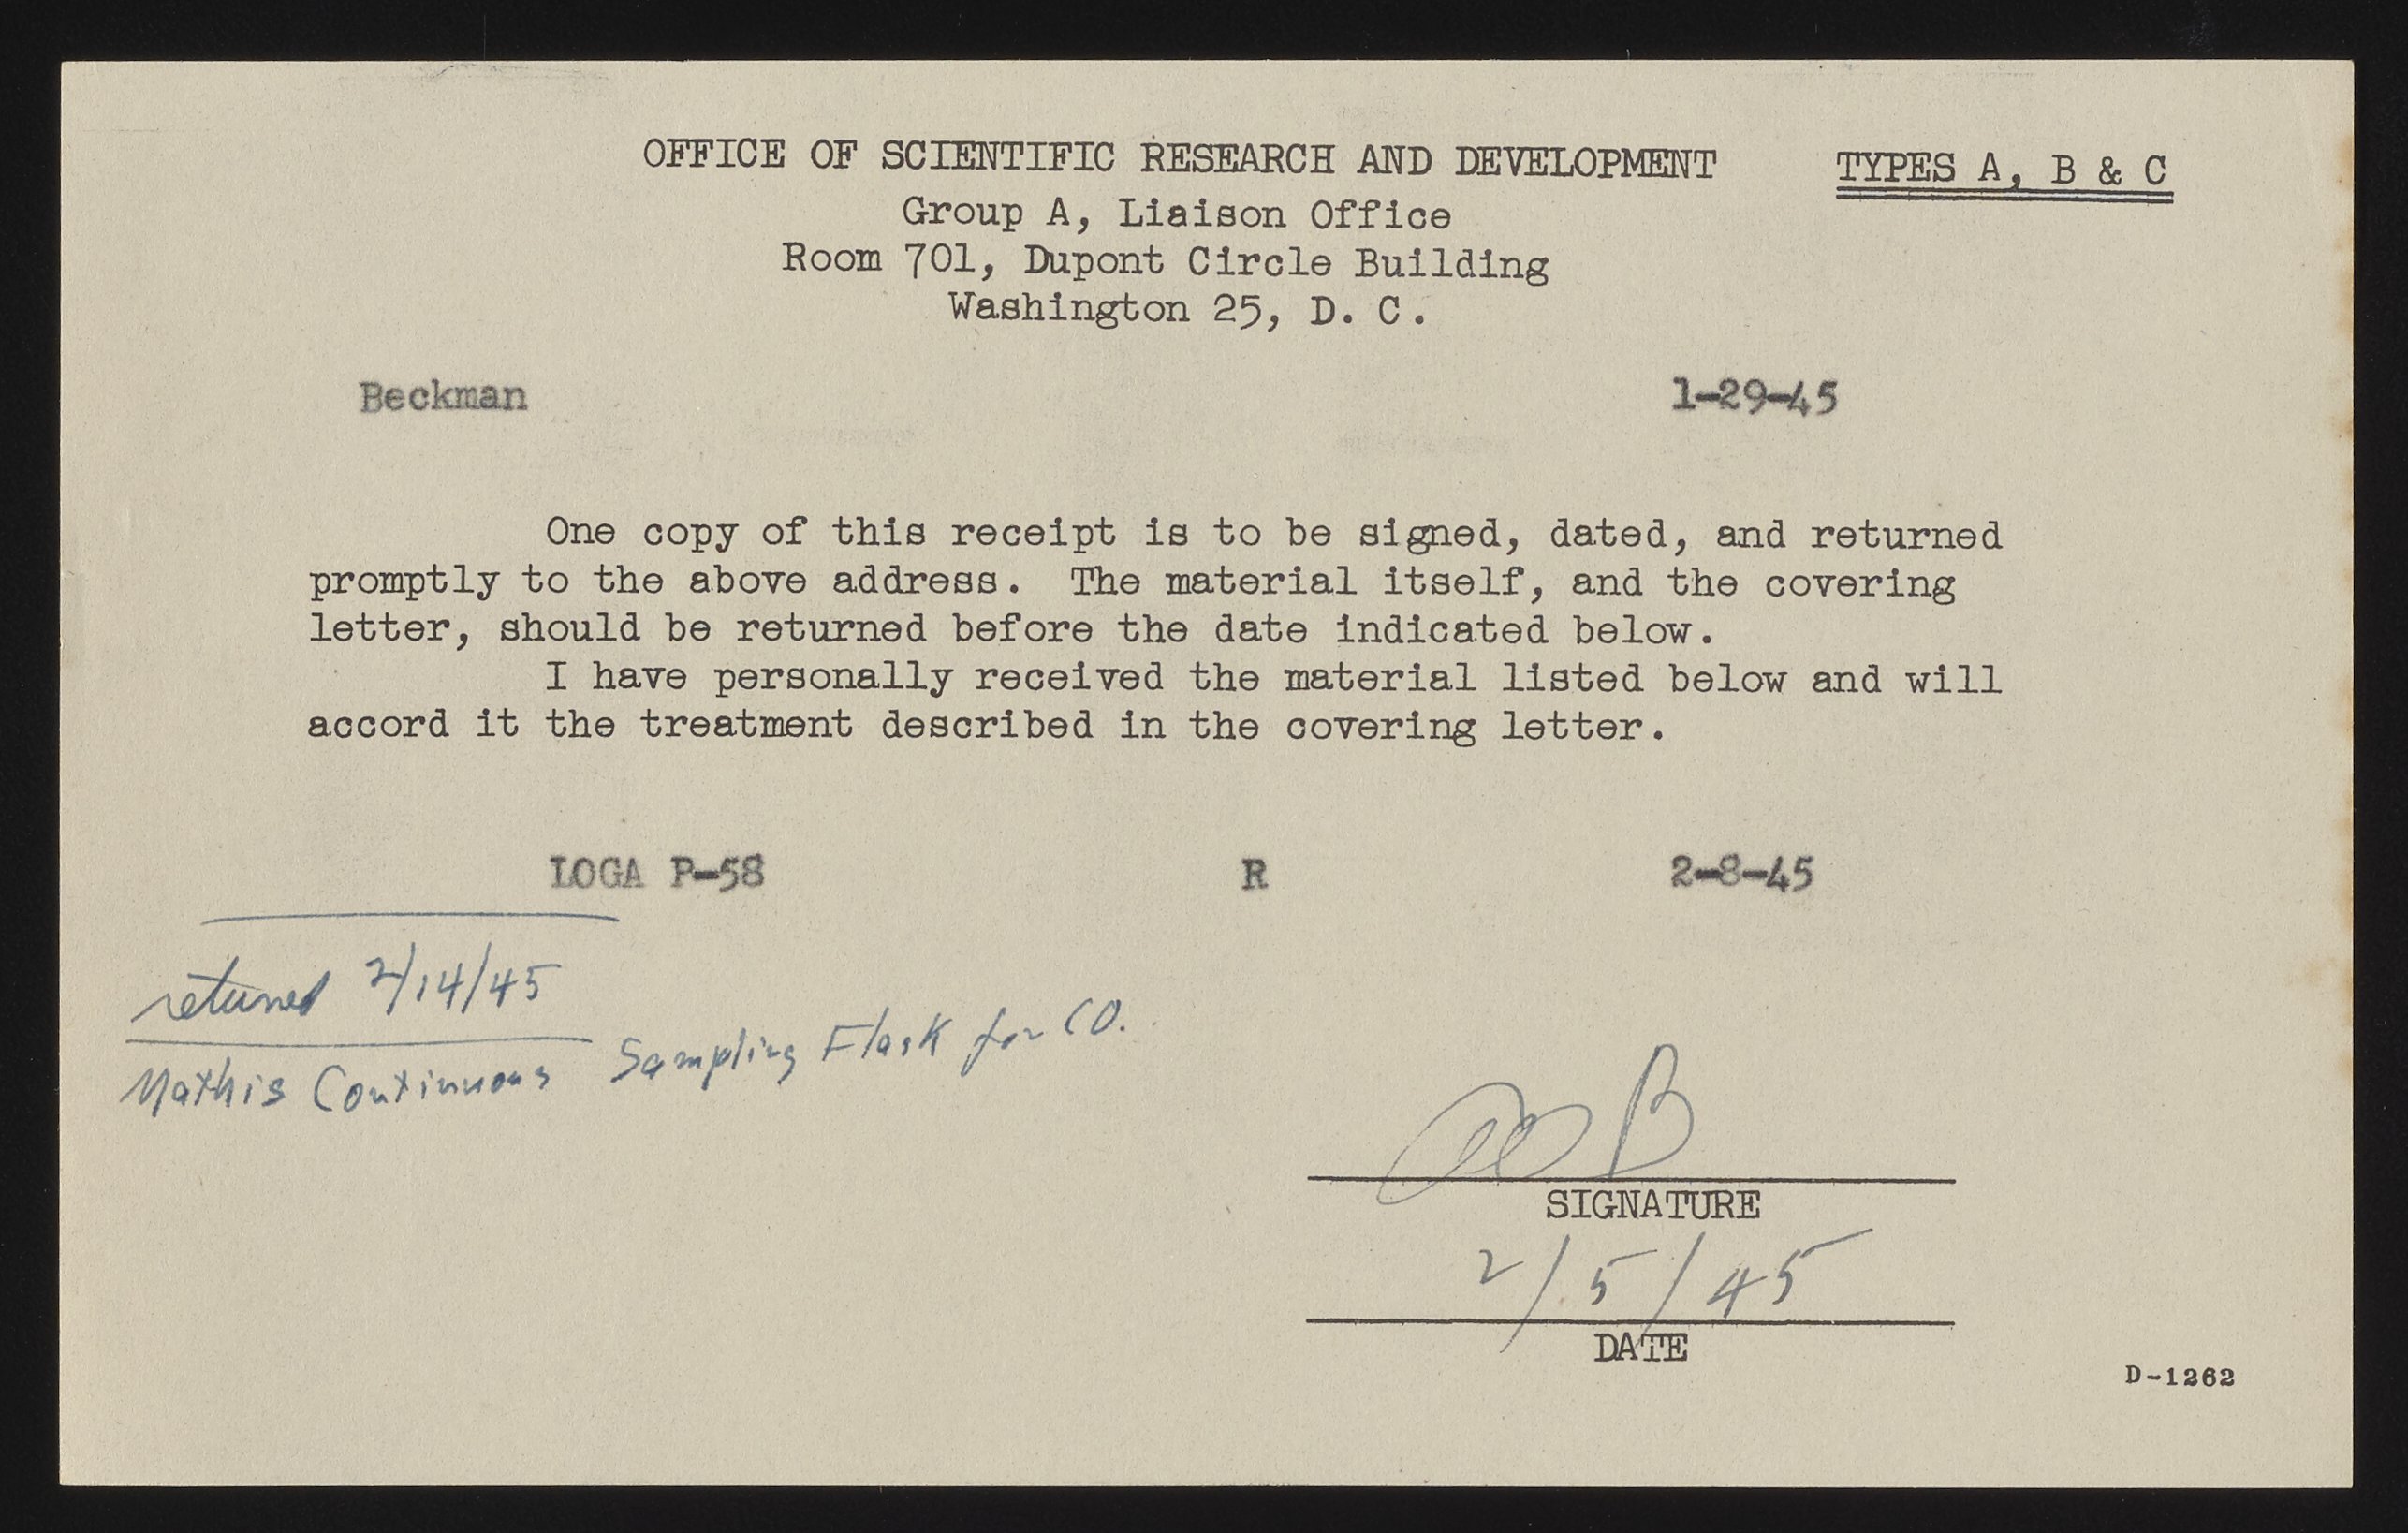 OFFICE OF SCIENTIFIC RESEARCH AND DEVELOPMENT TYPES A, B & C
Group A, Liaison Office
Room 701, Dupont Circle Building
Washington 25, D. C.
Beckman 1-29-45
One copy of this receipt is to be signed, dated, and returned
promptly to the above address. The material itself, and the covering
letter, should be returned before the date indicated below.
I have personally received the material listed below and will
accord it the treatment described in the covering letter.
LOGA P-58 R 2-8-45
returned 2/14/45
Mathis Continuous Sampling Flask for CO.
SIGNATURE
2/5/45
DATE
D-1262